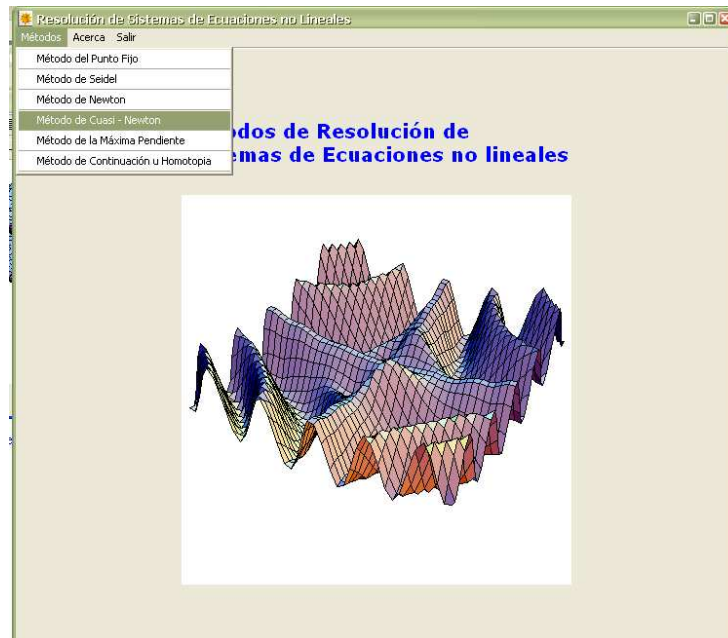 Resolución de Sistemas de Ecuaciones no Lineales
Métodos Acerca Salir
Método del Punto Fijo
Método de Seidel
Método de Newton
Método de Cuasi - Newton
Método de la Máxima Pendiente
Método de Continuación u Homotopia
dos de Resolución de
emas de Ecuaciones no lineales